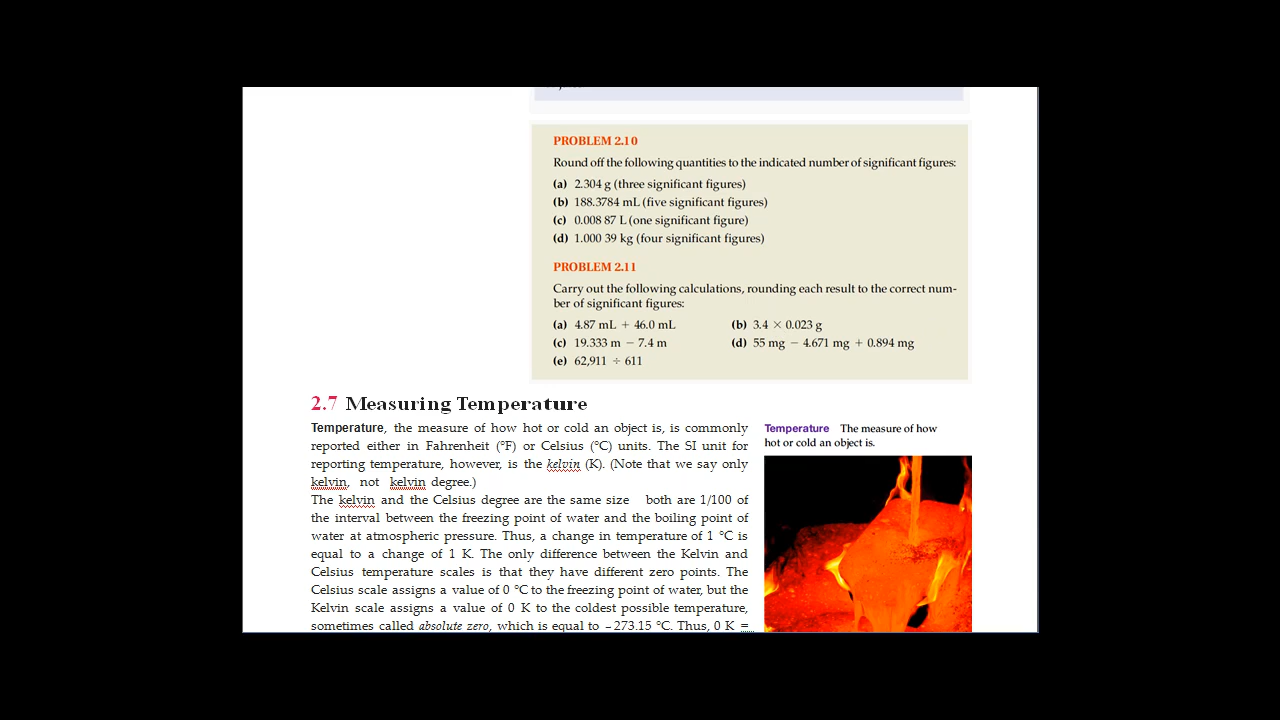 PROBLEM 2.10
Round off the following quantities to the indicated number of significant figures:
(a) 2.304 g (three significant figures)
(b) 188.3784 mL (five significant figures)
(c) 0.008 87 L (one significant figure)
(d) 1.000 39 kg (four significant figures)
PROBLEM 2.11
Carry out the following calculations, rounding each result to the correct num-
ber of significant figures:
(a) 4.87 mL + 46.0 mL (b) 3.4 × 0.023 g
(c) 19.333 m − 7.4 m (d) 55 mg − 4.671 mg + 0.894 mg
(e) 62,911 ÷ 611
2.7 Measuring Temperature
Temperature, the measure of how hot or cold an object is, is commonly
reported either in Fahrenheit (°F) or Celsius (°C) units. The SI unit for
reporting temperature, however, is the kelvin (K). (Note that we say only
kelvin, not kelvin degree.)
The kelvin and the Celsius degree are the same size both are 1/100 of
the interval between the freezing point of water and the boiling point of
water at atmospheric pressure. Thus, a change in temperature of 1 °C is
equal to a change of 1 K. The only difference between the Kelvin and
Celsius temperature scales is that they have different zero points. The
Celsius scale assigns a value of 0 °C to the freezing point of water, but the
Kelvin scale assigns a value of 0 K to the coldest possible temperature,
sometimes called absolute zero, which is equal to −273.15 °C. Thus, 0 K =
Temperature The measure of how
hot or cold an object is.